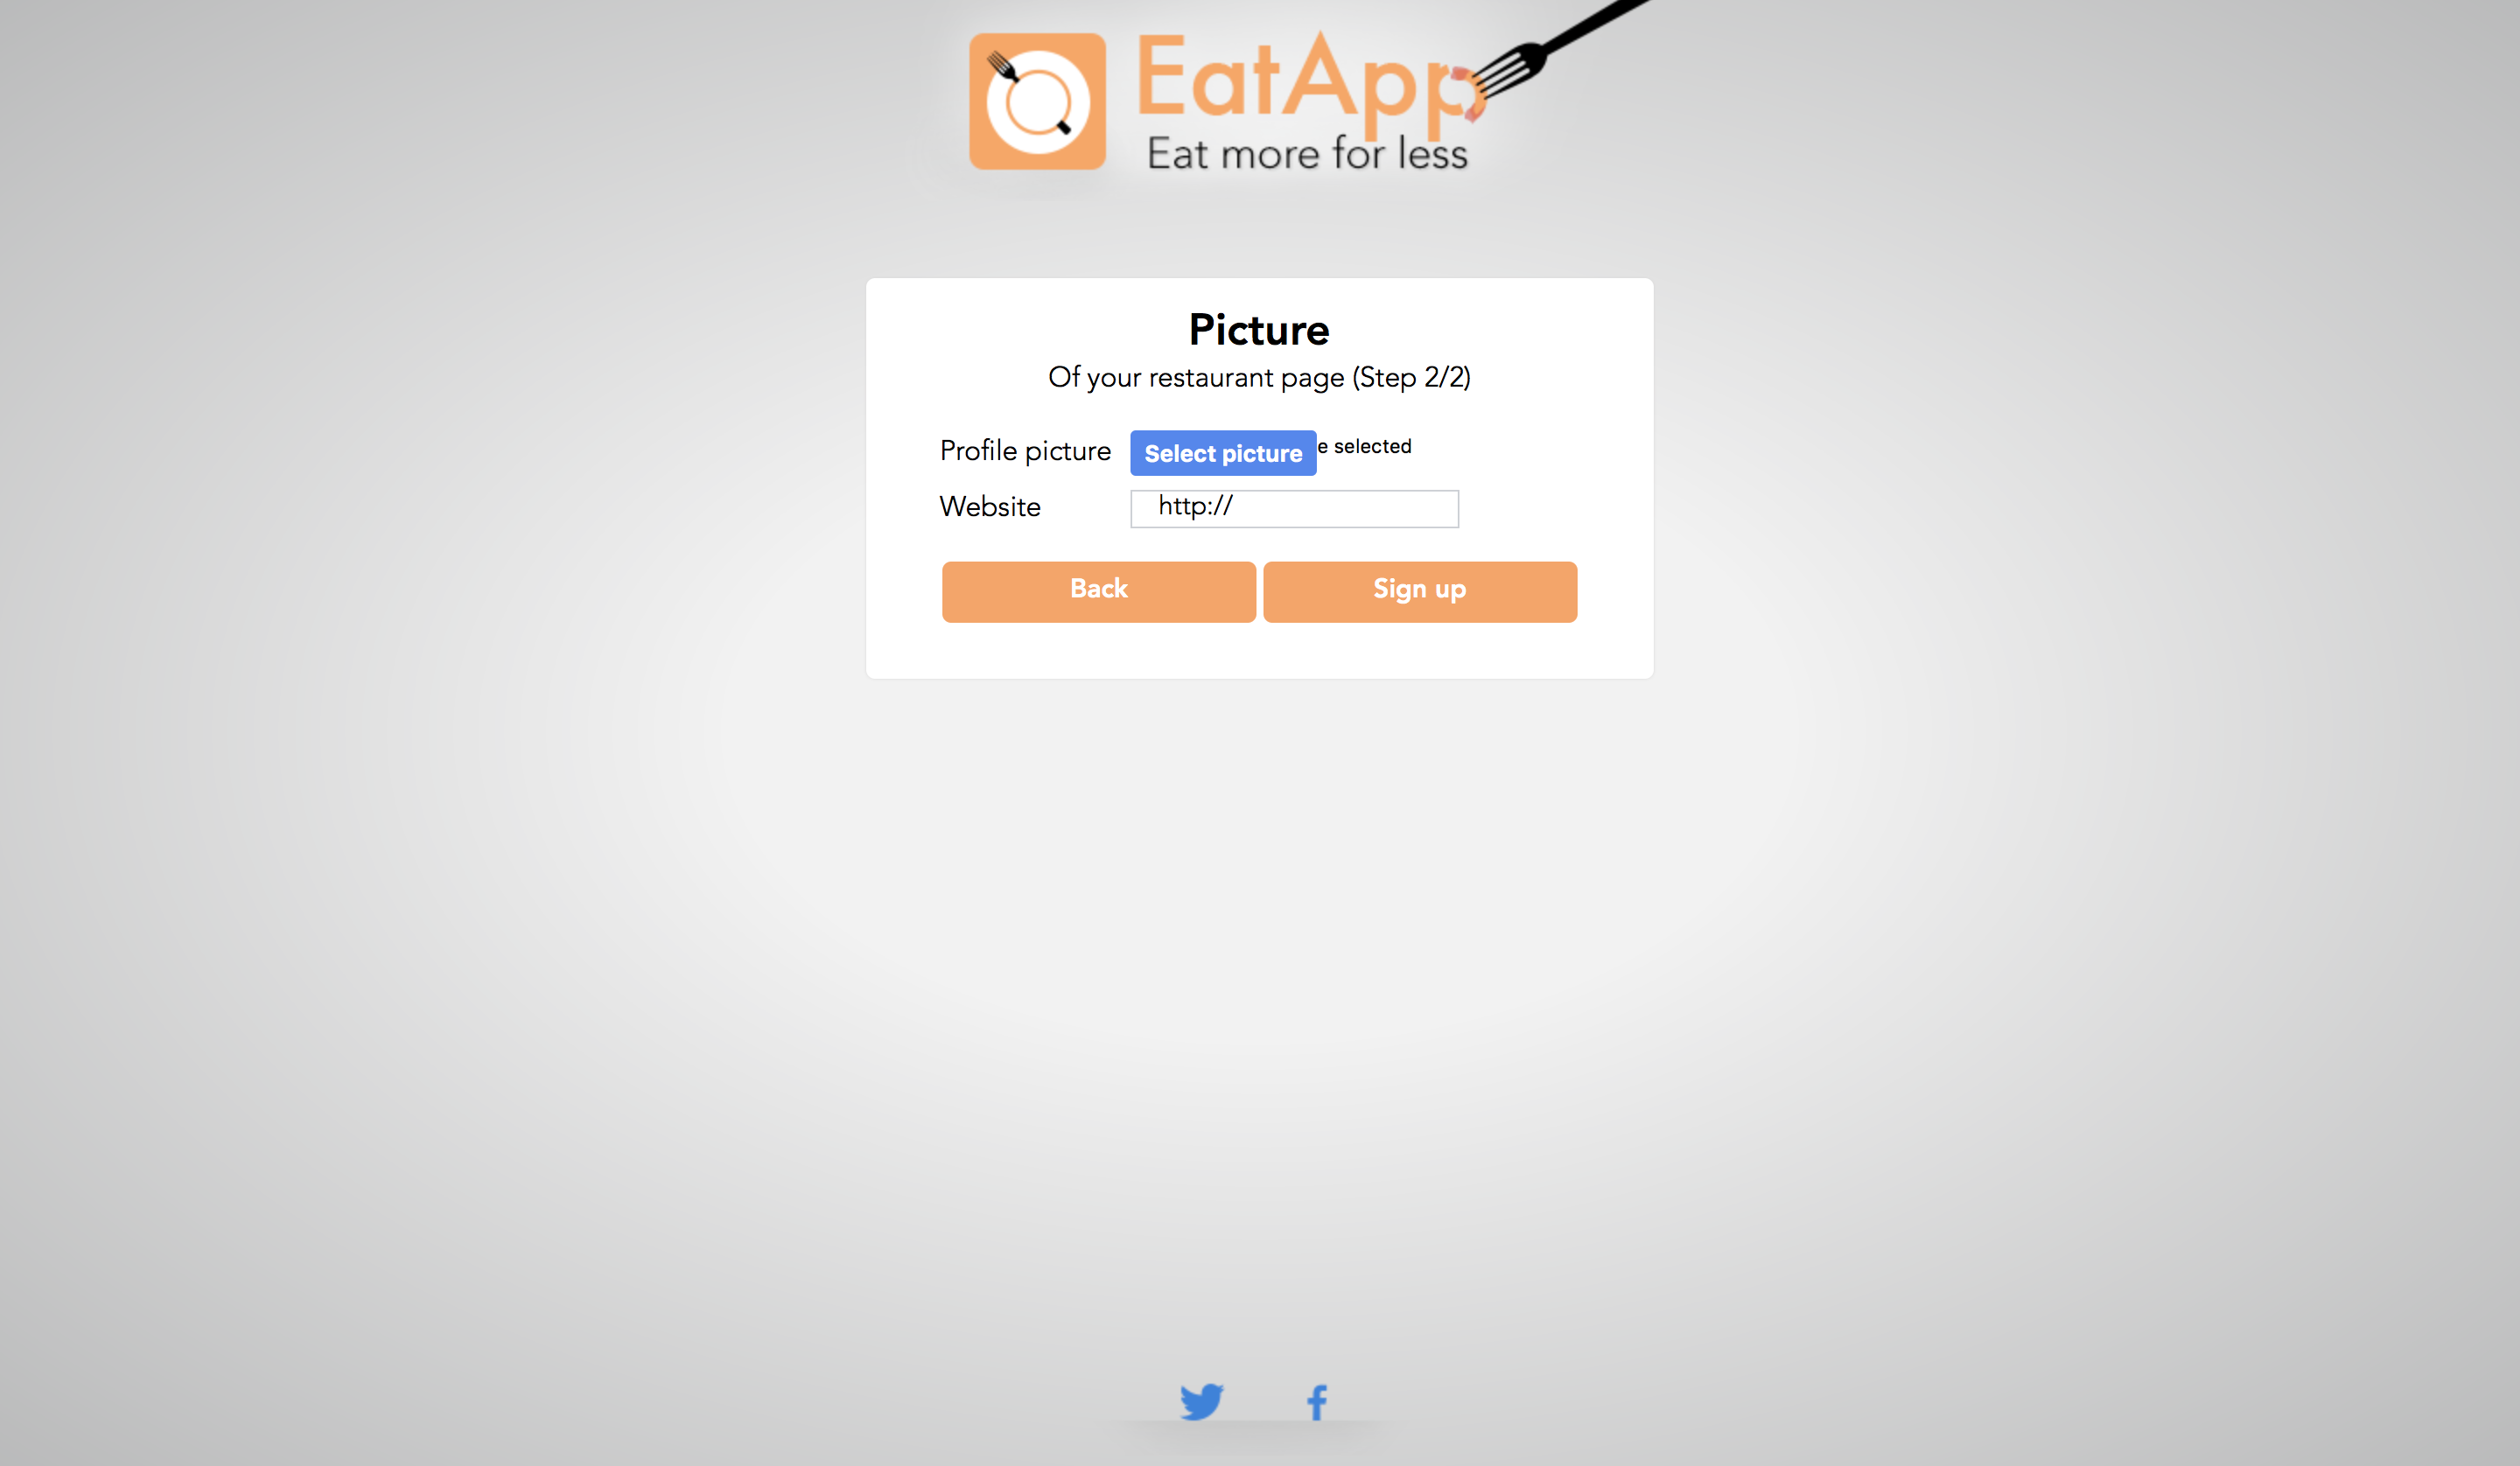 EatApp
Eat more for less
Picture
Of your restaurant page (Step 2/2)
Profile picture Select picture e selected
Website http://
Back Sign up